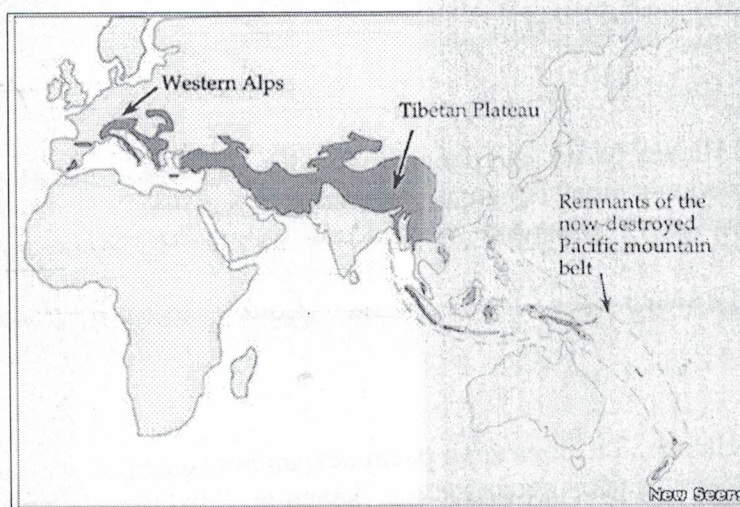 Western Alps
Tibetan Plateau
Remnants of the
now-destroyed
Pacific mountain
belt
New Seers